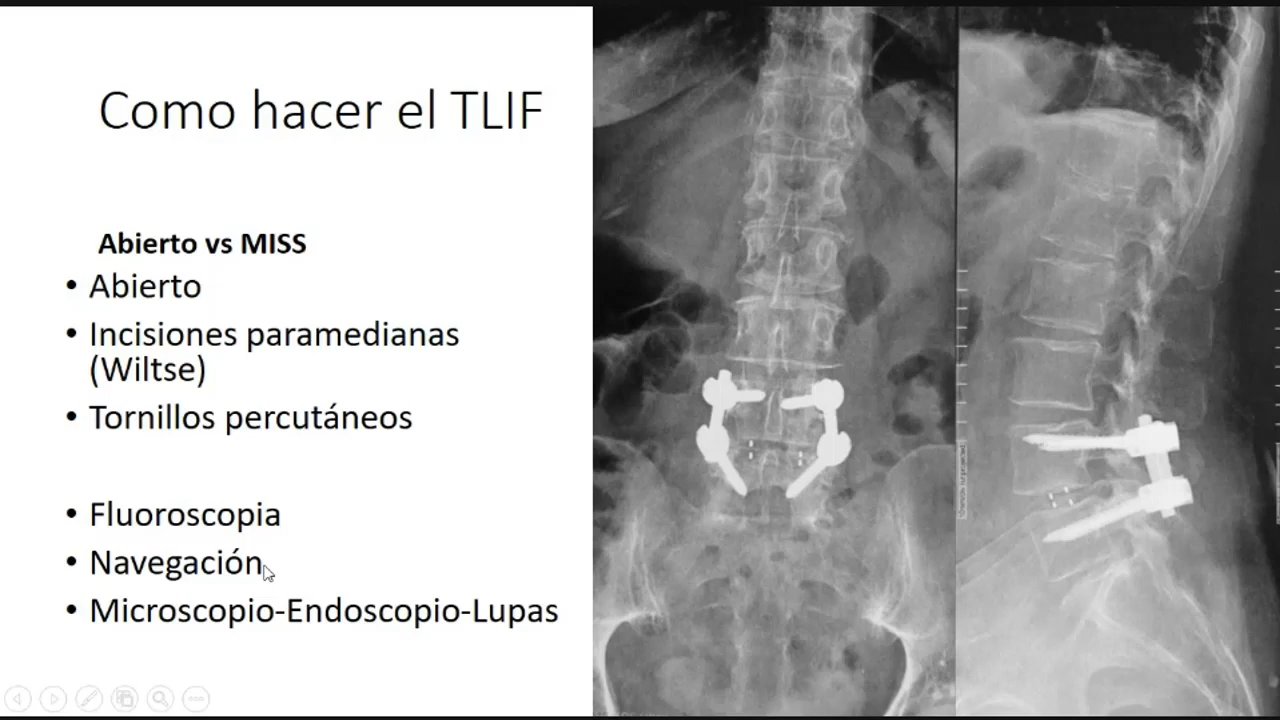 Como hacer el TLIF
Abierto vs MISS
• Abierto
• Incisiones paramedianas
(Wiltse)
• Tornillos percutáneos
• Fluoroscopia
• Navegación
• Microscopio-Endoscopio-Lupas